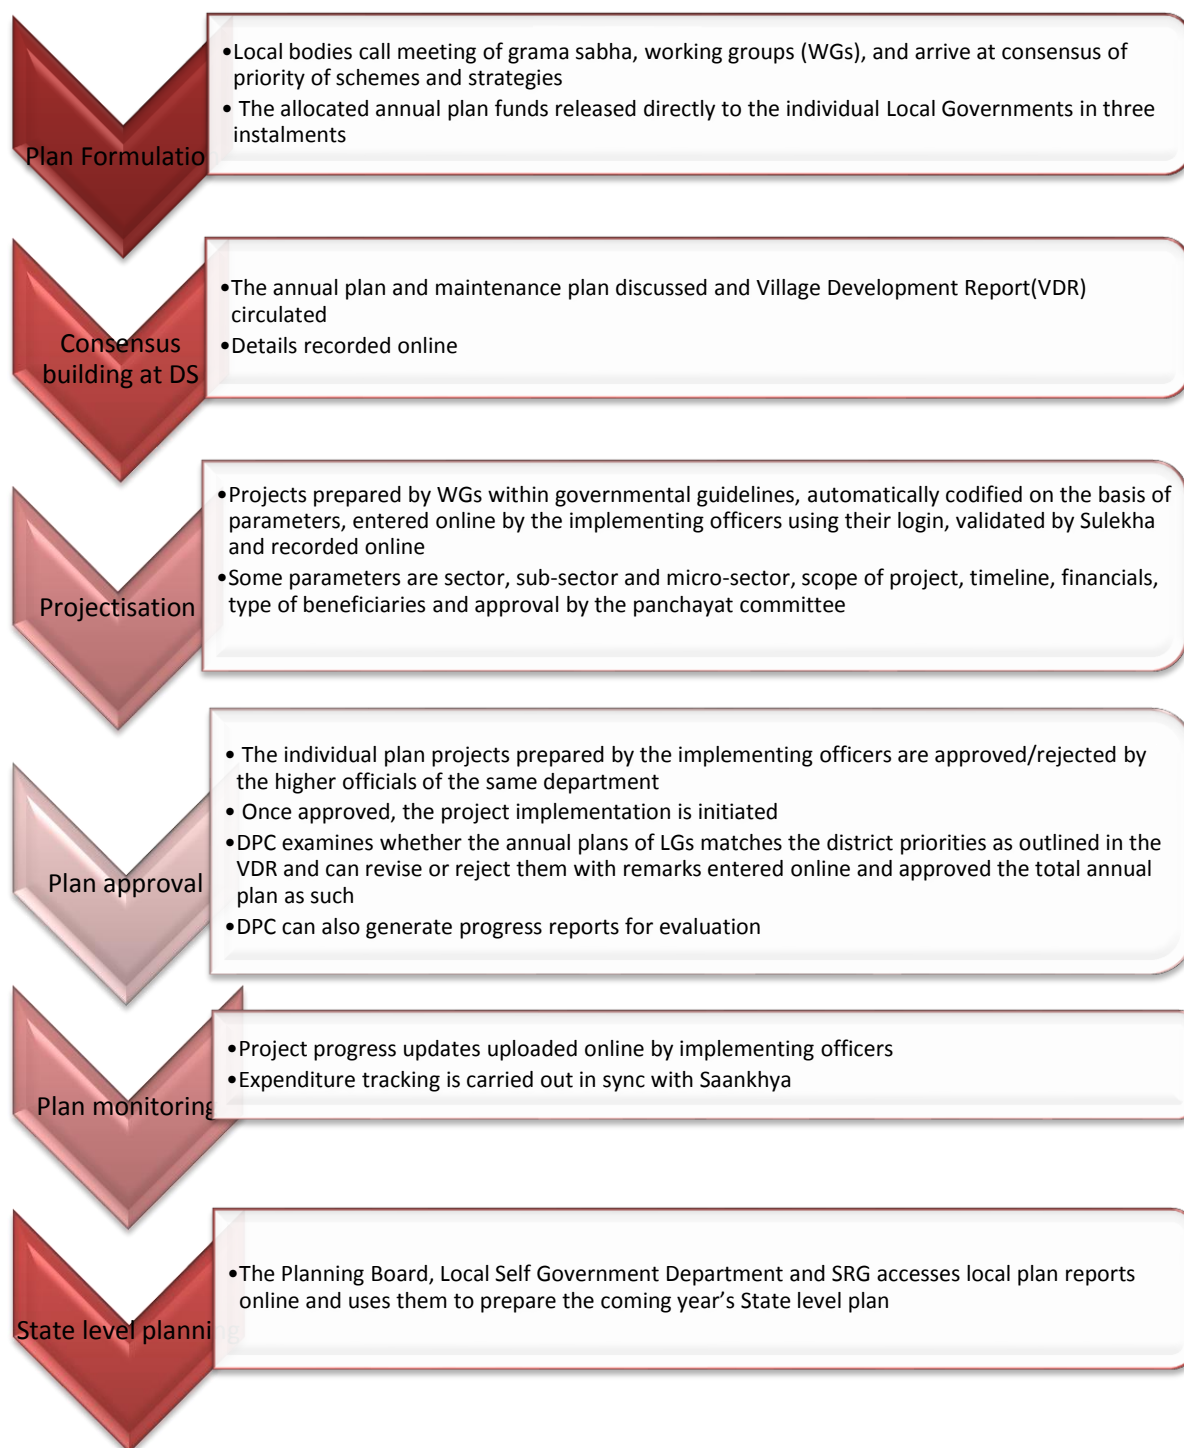 Plan Formulation
•Local bodies call meeting of grama sabha, working groups (WGs), and arrive at consensus of
priority of schemes and strategies
• The allocated annual plan funds released directly to the individual Local Governments in three
instalments
Consensus
building at DS
•The annual plan and maintenance plan discussed and Village Development Report(VDR)
circulated
•Details recorded online
Projectisation
•Projects prepared by WGs within governmental guidelines, automatically codified on the basis of
parameters, entered online by the implementing officers using their login, validated by Sulekha
and recorded online
•Some parameters are sector, sub-sector and micro-sector, scope of project, timeline, financials,
type of beneficiaries and approval by the panchayat committee
Plan approval
• The individual plan projects prepared by the implementing officers are approved/rejected by
the higher officials of the same department
• Once approved, the project implementation is initiated
•DPC examines whether the annual plans of LGs matches the district priorities as outlined in the
VDR and can revise or reject them with remarks entered online and approved the total annual
plan as such
•DPC can also generate progress reports for evaluation
Plan monitoring
•Project progress updates uploaded online by implementing officers
•Expenditure tracking is carried out in sync with Saankhya
State level planning
•The Planning Board, Local Self Government Department and SRG accesses local plan reports
online and uses them to prepare the coming year’s State level plan